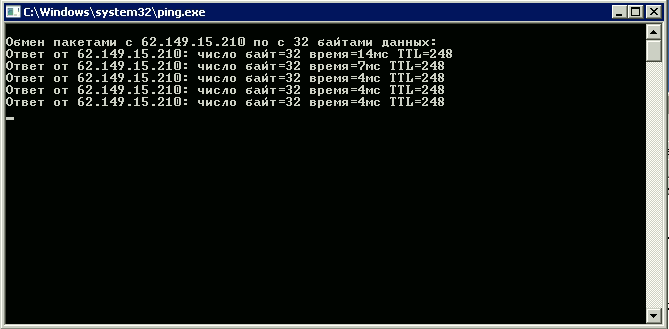 C:\Windows\system32\ping.exe
Обмен пакетами с 62.149.15.210 по с 32 байтами данных:
Ответ от 62.149.15.210: число байт=32 время=14мс TTL=248
Ответ от 62.149.15.210: число байт=32 время=7мс TTL=248
Ответ от 62.149.15.210: число байт=32 время=4мс TTL=248
Ответ от 62.149.15.210: число байт=32 время=4мс TTL=248
Ответ от 62.149.15.210: число байт=32 время=4мс TTL=248